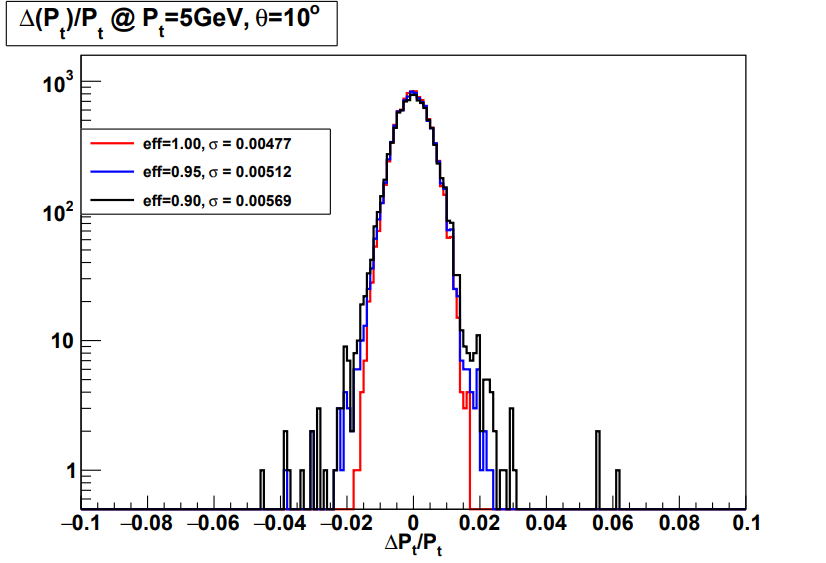 Δ(Pt)/Pt @ Pt=5GeV, θ=10°
10³
eff=1.00, σ = 0.00477
eff=0.95, σ = 0.00512
eff=0.90, σ = 0.00569
10²
10
1
−0.1 −0.08 −0.06 −0.04 −0.02 0 0.02 0.04 0.06 0.08 0.1
ΔPt/Pt